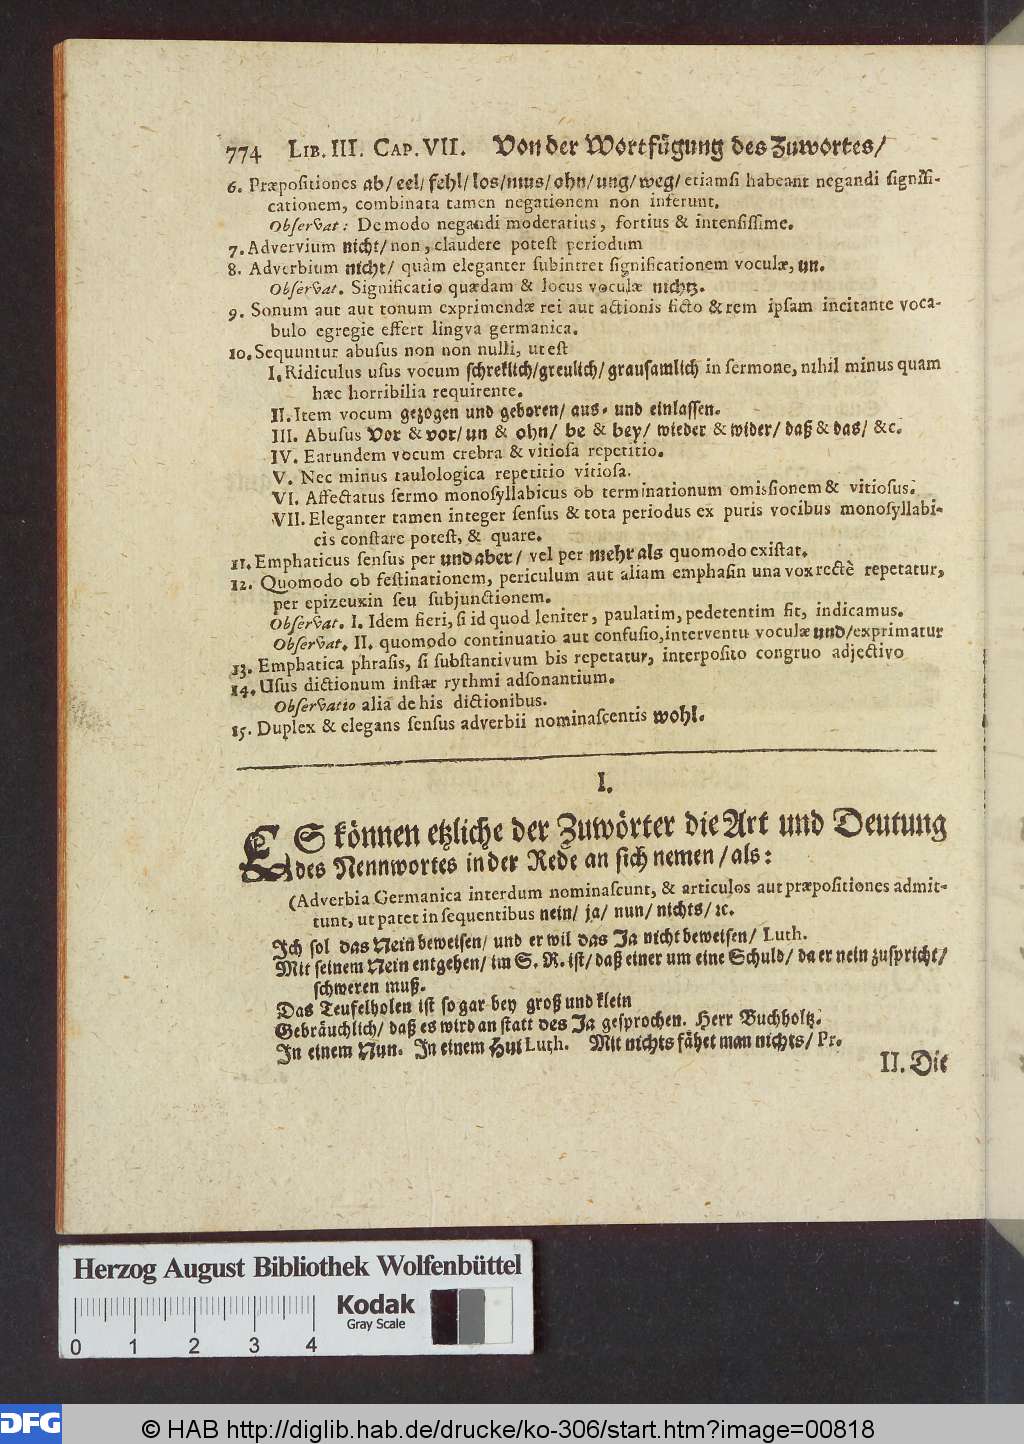 774 LIB. III. CAP. VII. Von der Wortfügung des Zuwortes/
6. Præpositiones ab/ eel/ fehl/ los/ mus/ ohn/ ung/ weg/ etiamsi habeant negandi signifi-
cationem, combinata tamen negationem non inferunt.
Observat: De modo negandi moderatius, fortius & intensissime.
7. Advervium nicht/ non, claudere potest periodum
8. Adverbium nicht/ quàm eleganter subintret significationem voculæ, un.
Observat. Significatio quædam & locus voculæ nichtz.
9. Sonum aut aut tonum exprimendæ rei aut actionis ficto & rem ipsam incitante voca-
bulo egregie effert lingva germanica.
10. Sequuntur abusus non non nulli, ut est
I. Ridiculus usus vocum schreklich/ greulich/ grausamlich in sermone, nihil minus quam
hæc horribilia requirente.
II. Item vocum gezogen und geboren/ aus- und einlassen.
III. Abusus Vor & vor/ un & ohn/ be & bey/ wieder & wider/ daß & das/ &c.
IV. Earundem vocum crebra & vitiosa repetitio.
V. Nec minus taulologica repetitio vitiosa.
VI. Affectatus sermo monosyllabicus ob terminationum omissionem & vitiosus.
VII. Eleganter tamen integer sensus & tota periodus ex puris vocibus monosyllabi-
cis constare potest, & quare.
11. Emphaticus sensus per und aber/ vel per mehr als quomodo existat.
12. Quomodo ob festinationem, periculum aut aliam emphasin una vox rectè repetatur,
per epizeuxin seu subjunctionem.
Observat. I. Idem fieri, si id quod leniter, paulatim, pedetentim fit, indicamus.
Observat. II. quomodo continuatio aut confusio, interventu voculæ und/ exprimatur
13. Emphatica phrasis, si substantivum bis repetatur, interposito congruo adjectivo
14. Usus dictionum instar rythmi adsonantium.
Observatio alia de his dictionibus.
15. Duplex & elegans sensus adverbii nominascentis wohl.
I.
ES können etzliche der Zuwörter die Art und Deutung
des Nennwortes in der Rede an sich nemen/ als:
(Adverbia Germanica interdum nominascunt, & articulos aut præpositiones admit-
tunt, ut patet in sequentibus nein/ ja/ nun/ nichts/ ꝛc.
Ich sol das Nein beweisen/ und er wil das Ja nicht beweisen/ Luth.
Mit seinem Nein entgehen/ im S. R. ist/ daß einer um eine Schuld/ da er nein zuspricht/
schweren muß.
Das Teufelholen ist so gar bey groß und klein
Gebräuchlich/ daß es wird an statt des Ja gesprochen. Herr Buchholtz.
In einem Nun. In einem Hui Luth. Mit nichts fähet man nichts/ Pr.
II. Die
Herzog August Bibliothek Wolfenbüttel
Kodak
Gray Scale
0 1 2 3 4
DFG
© HAB http://diglib.hab.de/drucke/ko-306/start.htm?image=00818